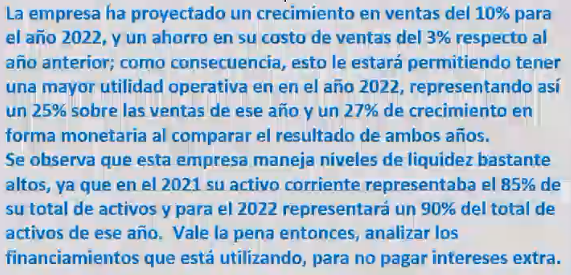 La empresa ha proyectado un crecimiento en ventas del 10% para
el año 2022, y un ahorro en su costo de ventas del 3% respecto al
año anterior; como consecuencia, esto le estará permitiendo tener
una mayor utilidad operativa en en el año 2022, representando así
un 25% sobre las ventas de ese año y un 27% de crecimiento en
forma monetaria al comparar el resultado de ambos años.
Se observa que esta empresa maneja niveles de liquidez bastante
altos, ya que en el 2021 su activo corriente representaba el 85% de
su total de activos y para el 2022 representará un 90% del total de
activos de ese año.  Vale la pena entonces, analizar los
financiamientos que está utilizando, para no pagar intereses extra.